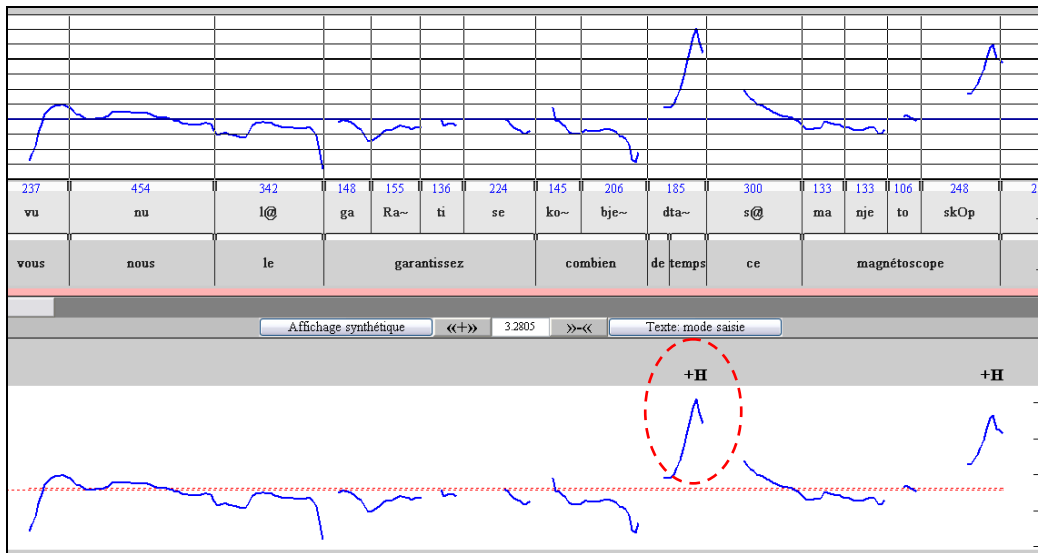 237 454 342 148 155 136 224 145 206 185 300 133 133 106 248 2
vu nu l@ ga Ra~ ti se ko~ bje~ dta~ s@ ma nje to skOp
vous nous le garantissez combien de temps ce magnétoscope
Affichage synthétique «+» 3.2805 »-« Texte: mode saisie
+H +H